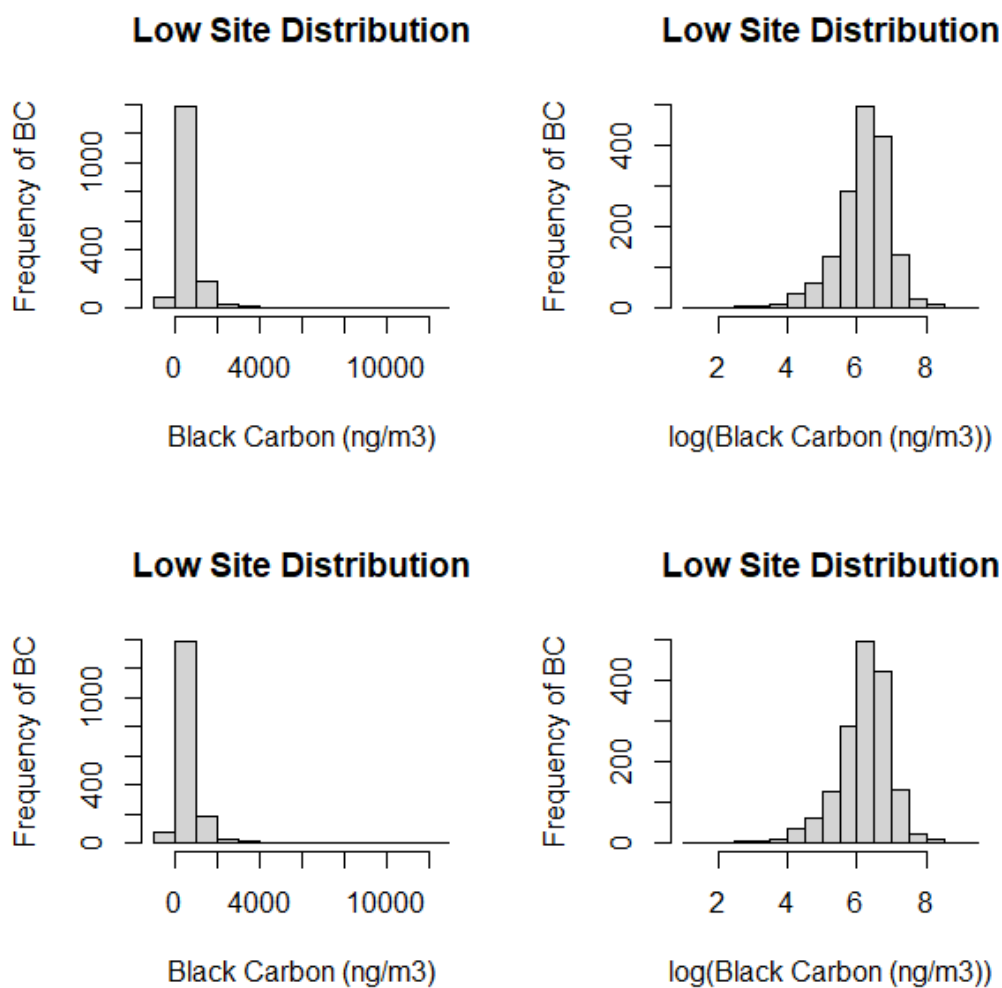 Low Site Distribution
Frequency of BC
0
400
1000
0
4000
10000
Black Carbon (ng/m3)
Low Site Distribution
Frequency of BC
0
200
400
2
4
6
8
log(Black Carbon (ng/m3))
Low Site Distribution
Frequency of BC
0
400
1000
0
4000
10000
Black Carbon (ng/m3)
Low Site Distribution
Frequency of BC
0
200
400
2
4
6
8
log(Black Carbon (ng/m3))